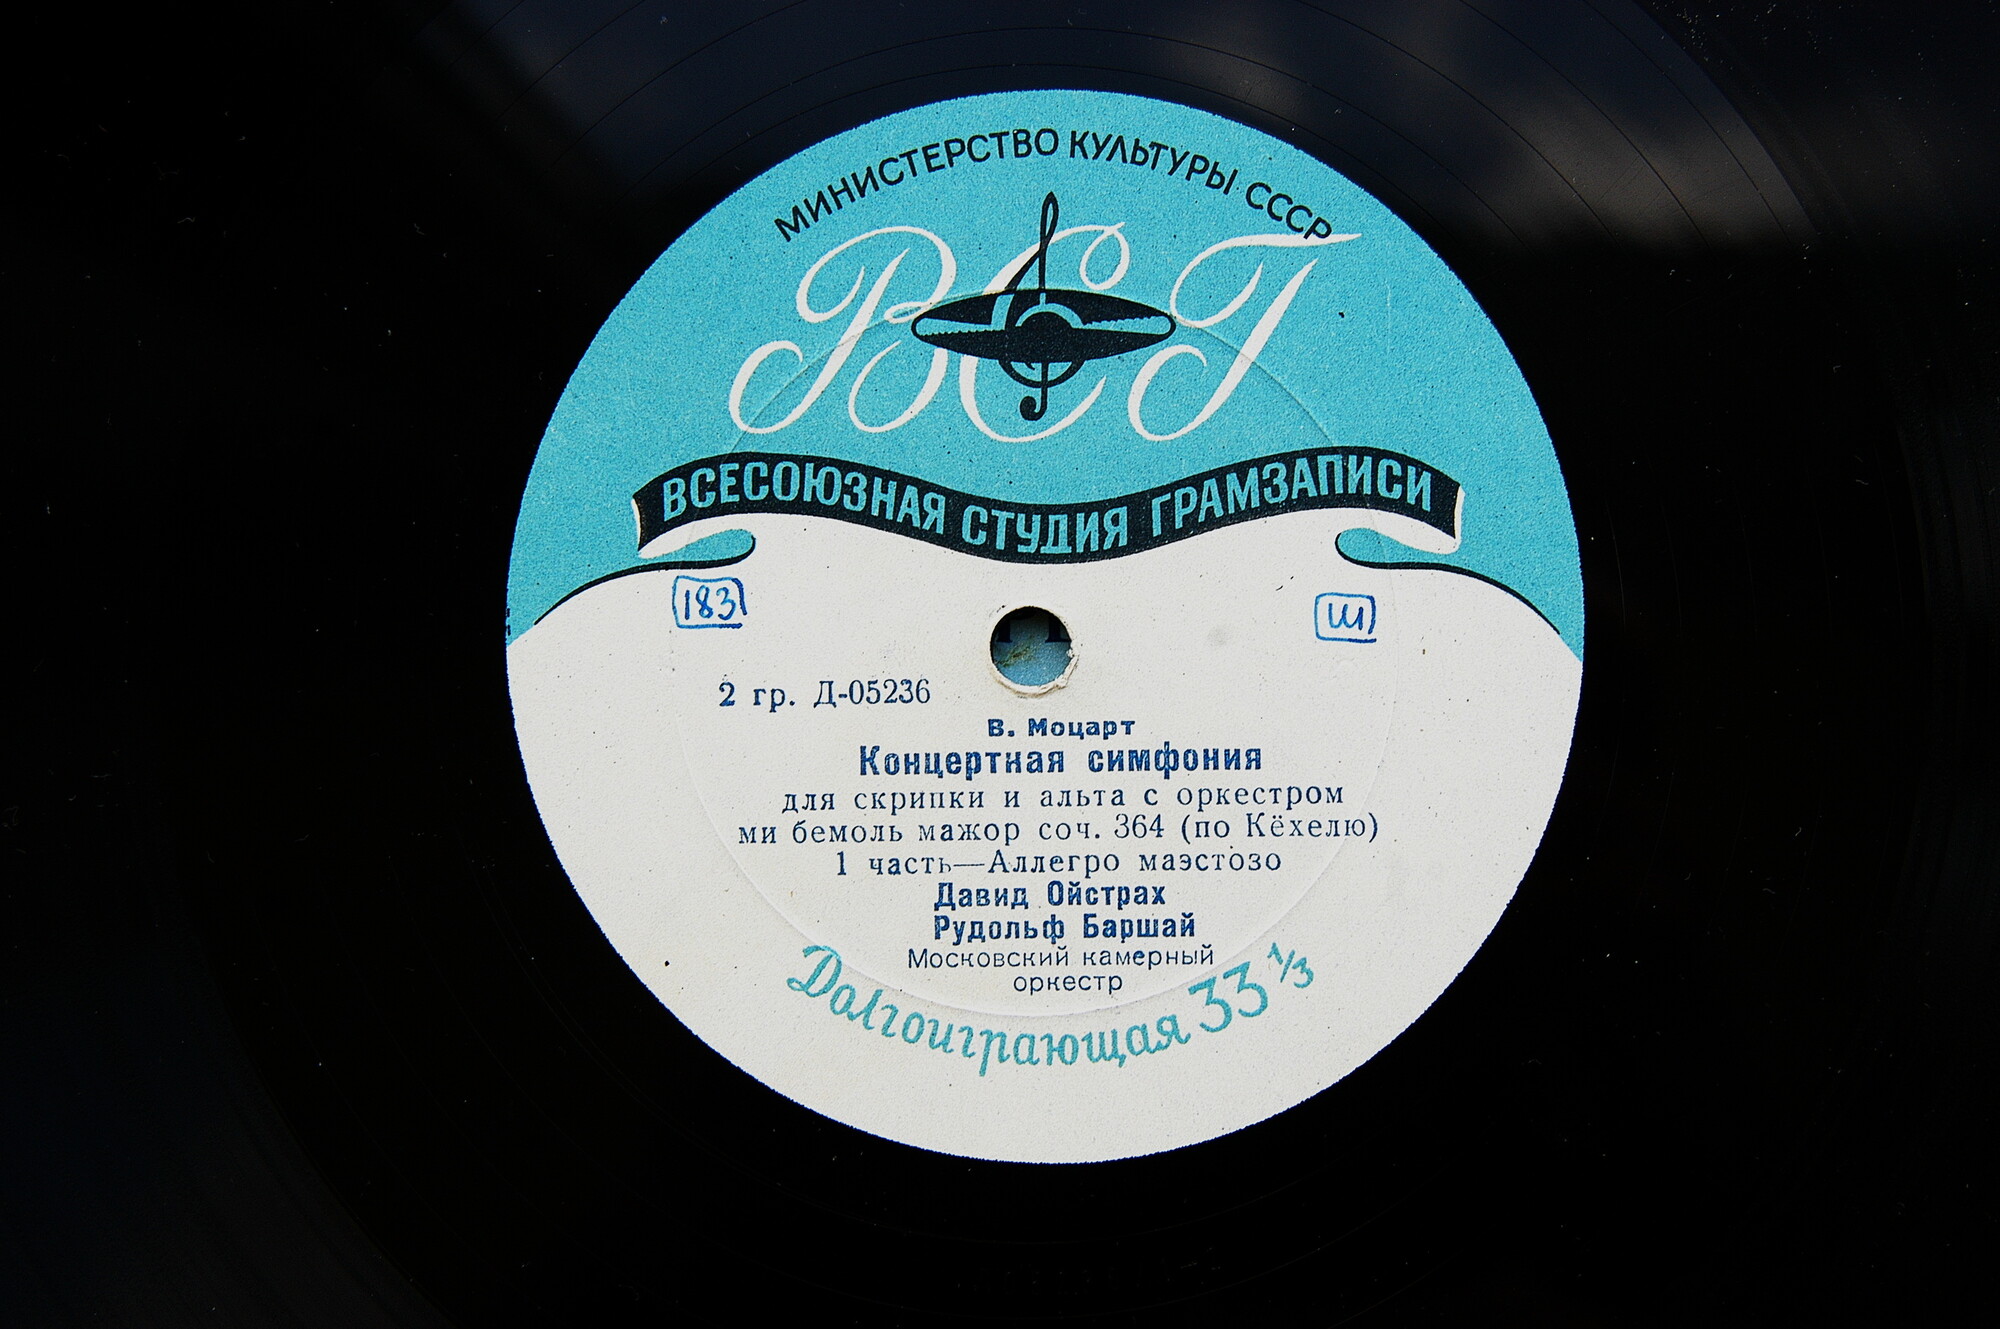 МИНИСТЕРСТВО КУЛЬТУРЫ СССР
ВСГ
ВСЕСОЮЗНАЯ СТУДИЯ ГРАМЗАПИСИ
183
Ш
2 гр. Д-05236
В. Моцарт
Концертная симфония
для скрипки и альта с оркестром
ми бемоль мажор соч. 364 (по Кёхелю)
1 часть—Аллегро маэстозо
Давид Ойстрах
Рудольф Баршай
Московский камерный
оркестр
Долгоиграющая 33 1/3